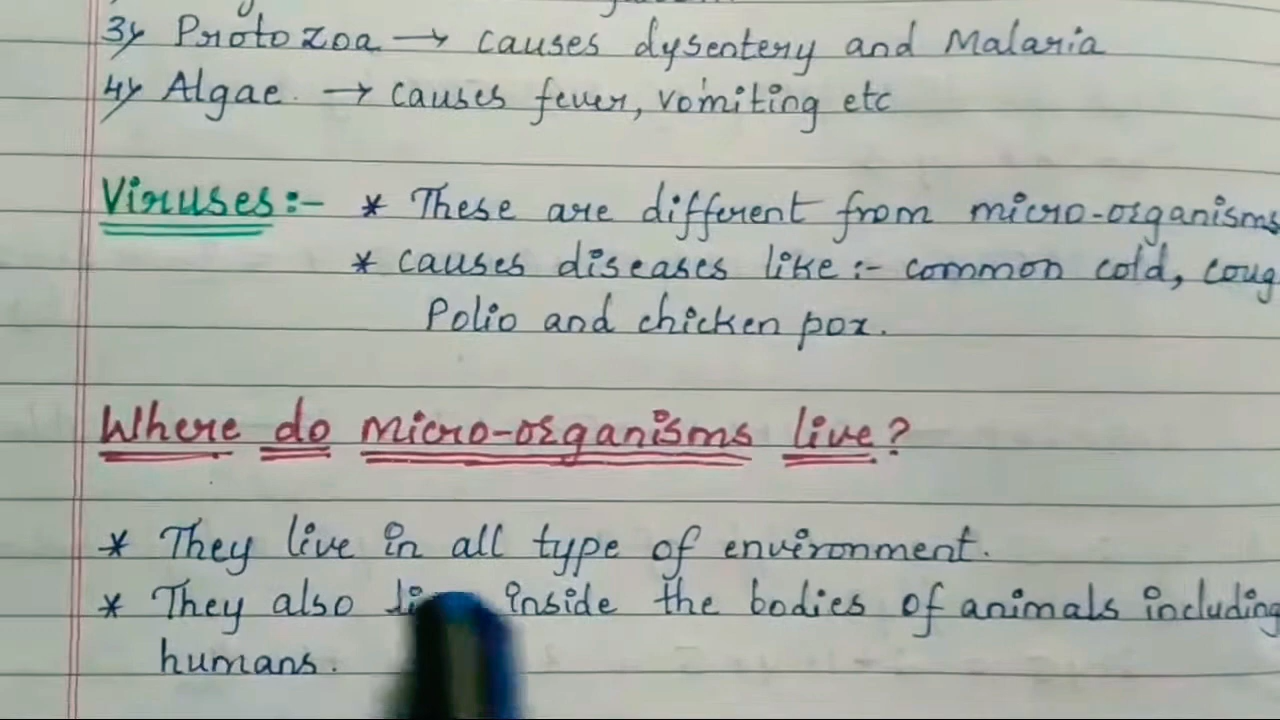 3) Protozoa → causes dysentery and Malaria
4) Algae. → causes fever, vomiting etc
Viruses:- * These are different from micro-organisms
* causes diseases like:- common cold, coug
Polio and chicken pox.
Where do micro-organisms live?
* They live in all type of environment.
* They also inside the bodies of animals including
humans.